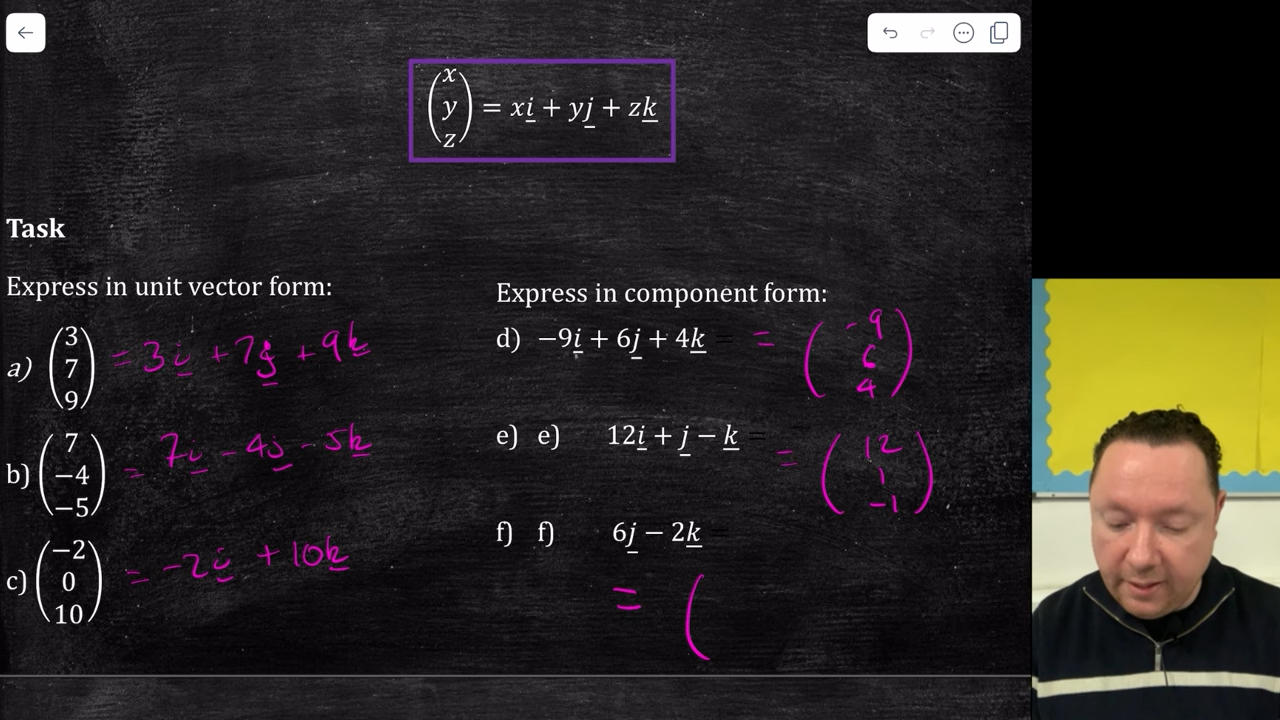 (x y z) = xi + yj + zk
Task
Express in unit vector form:
a) (3 7 9) = 3i + 7j + 9k
b) (7 −4 −5) = 7i − 4j − 5k
c) (−2 0 10) = −2i + 10k
Express in component form:
d) −9i + 6j + 4k = = (−9 6 4)
e) e) 12i + j − k = = (12 1 −1)
f) f) 6j − 2k =
= (